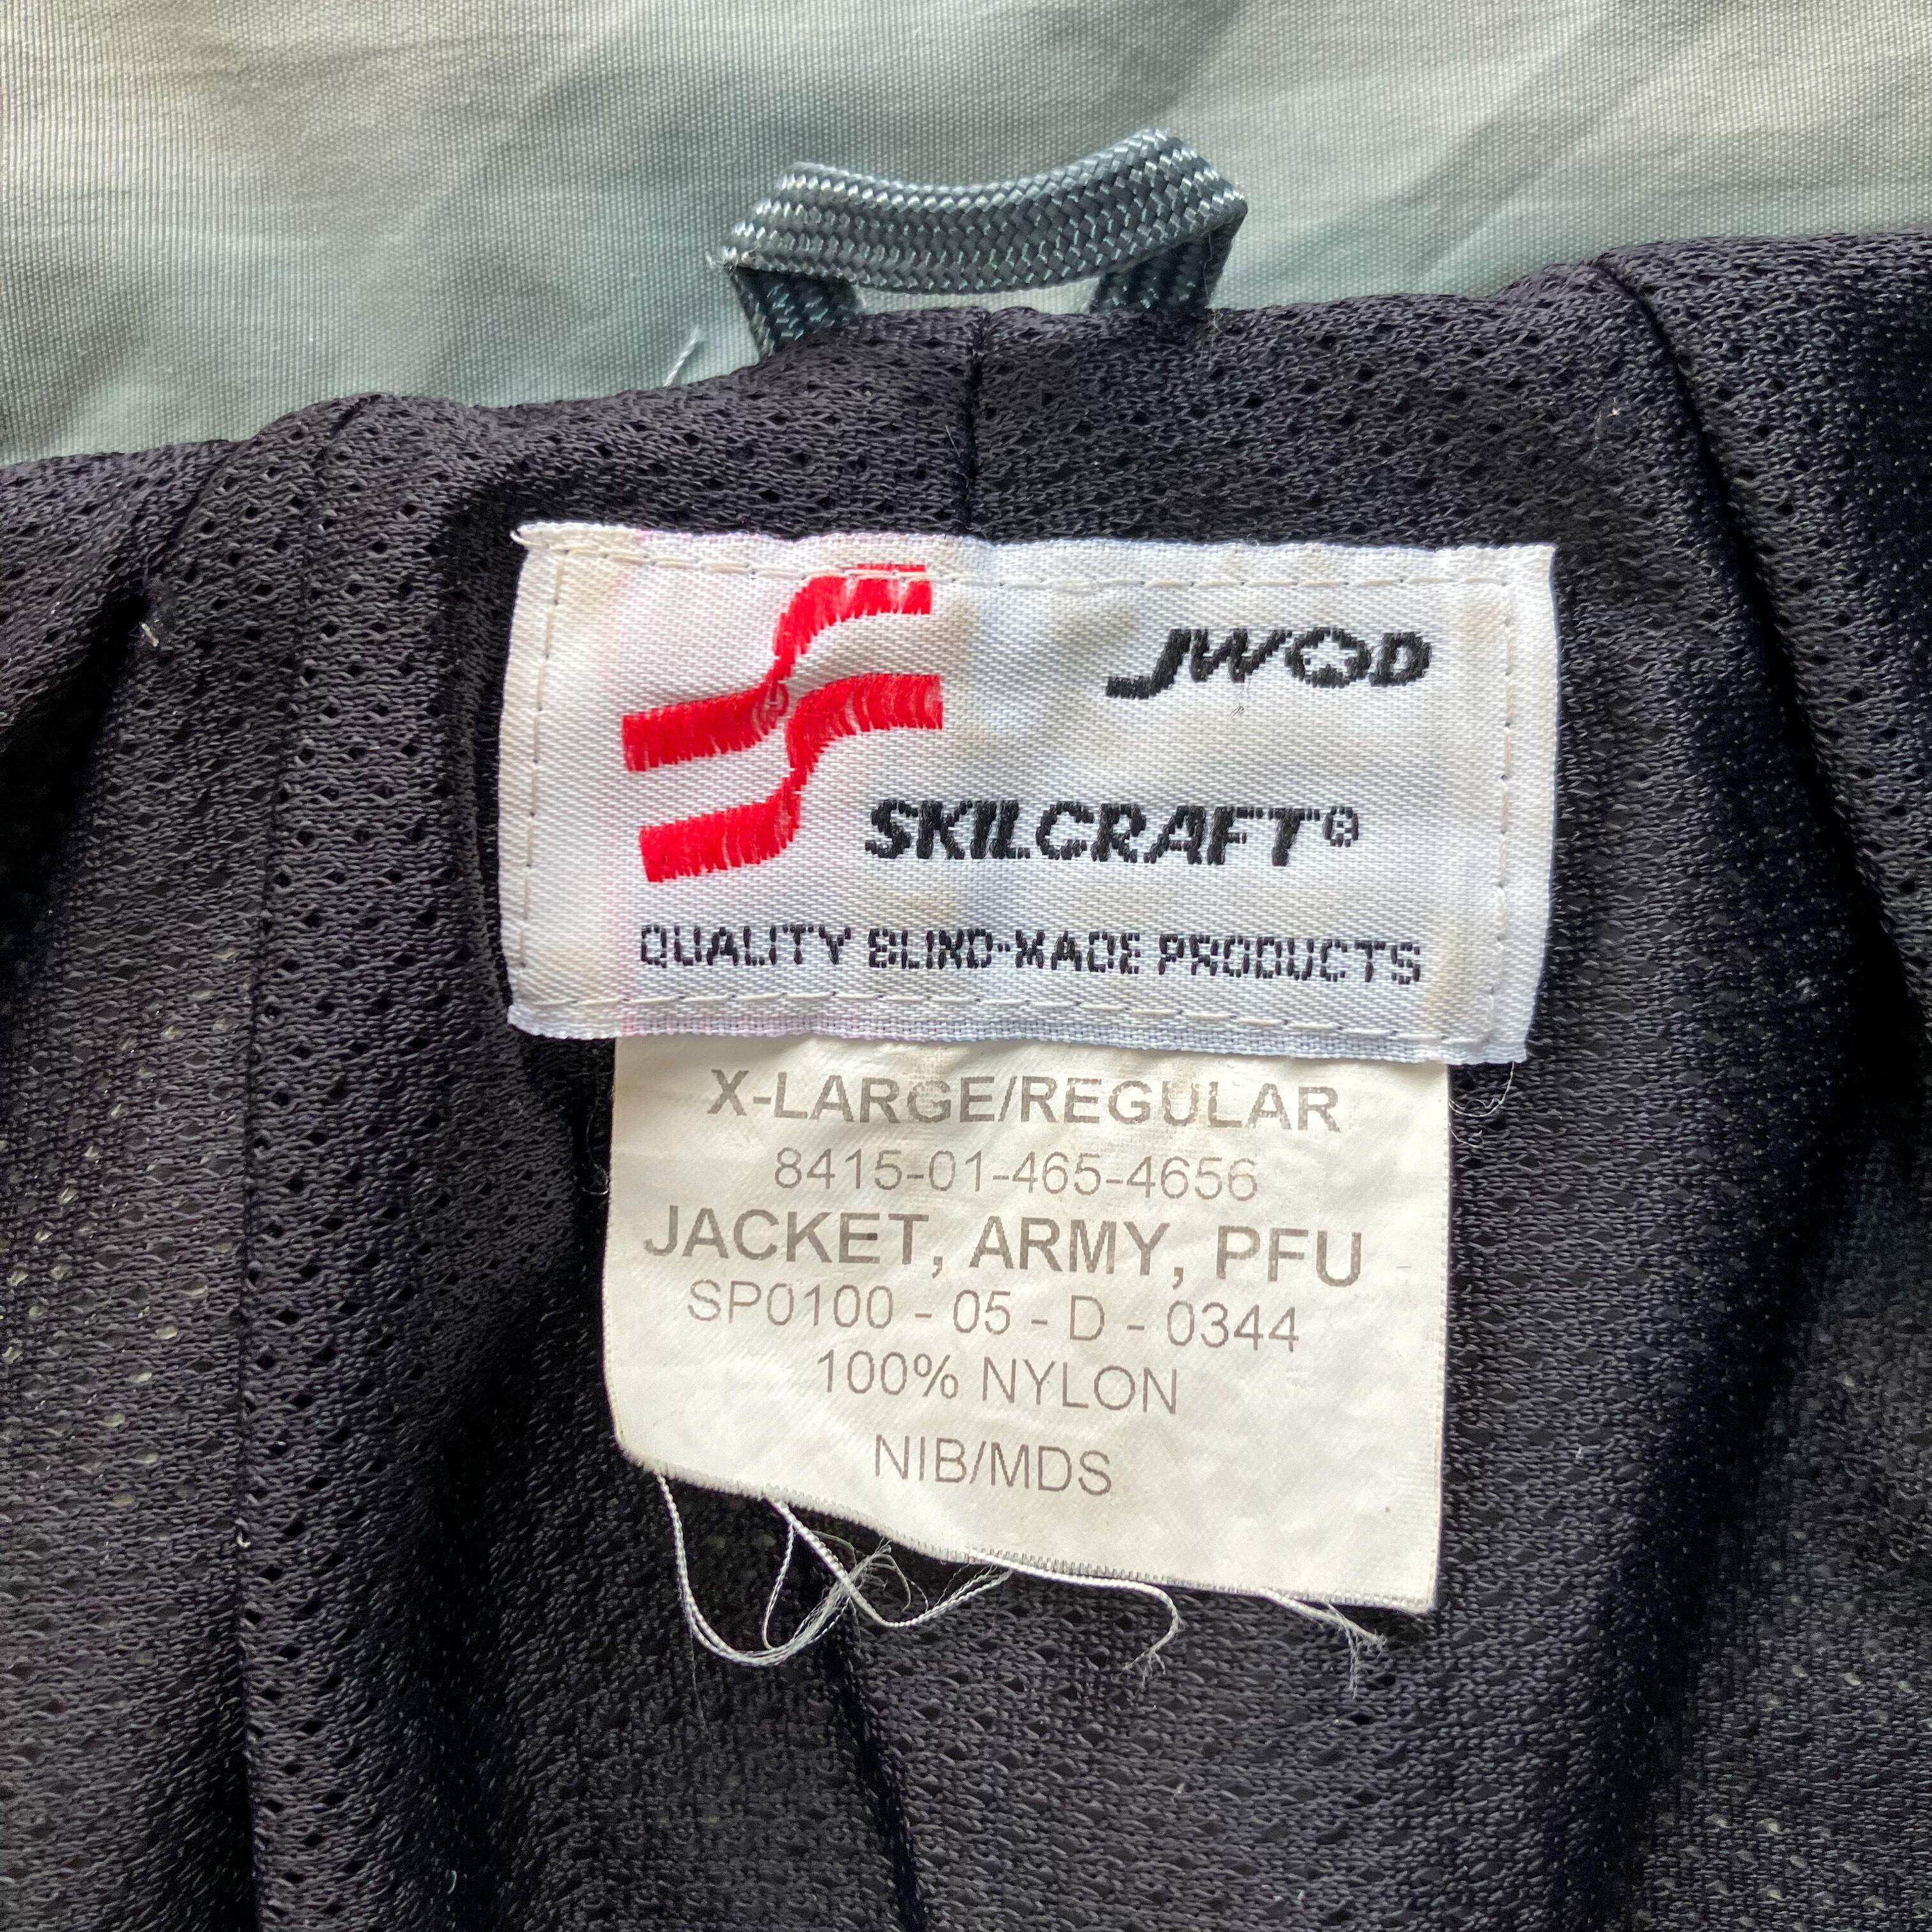 JWOD
SKILCRAFT®
QUALITY BLIND-MADE PRODUCTS
X-LARGE/REGULAR
8415-01-465-4656
JACKET, ARMY, PFU
SP0100 - 05 - D - 0344
100% NYLON
NIB/MDS